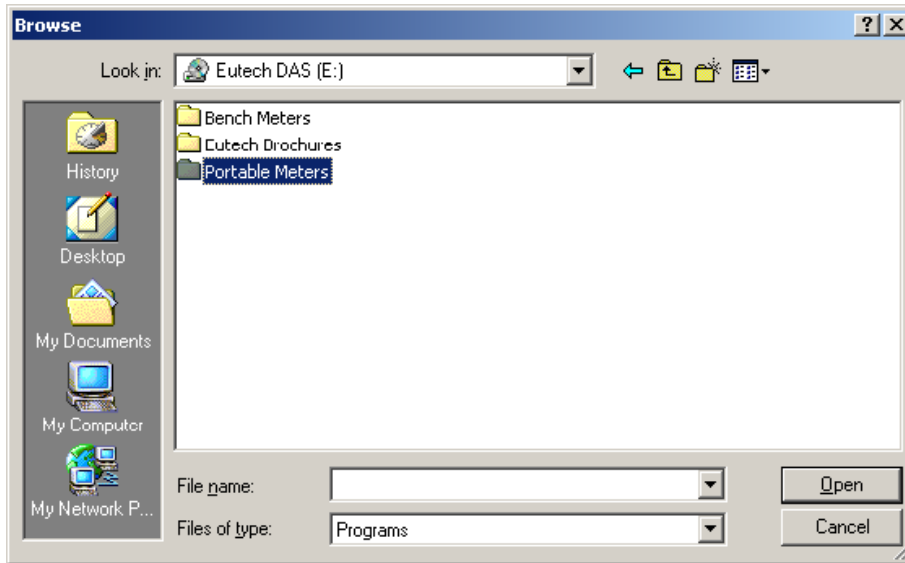 Browse
Look in: Eutech DAS (E:)
History
Desktop
My Documents
My Computer
My Network P...
Bench Meters
Eutech Brochures
Portable Meters
File name:
Open
Files of type: Programs
Cancel